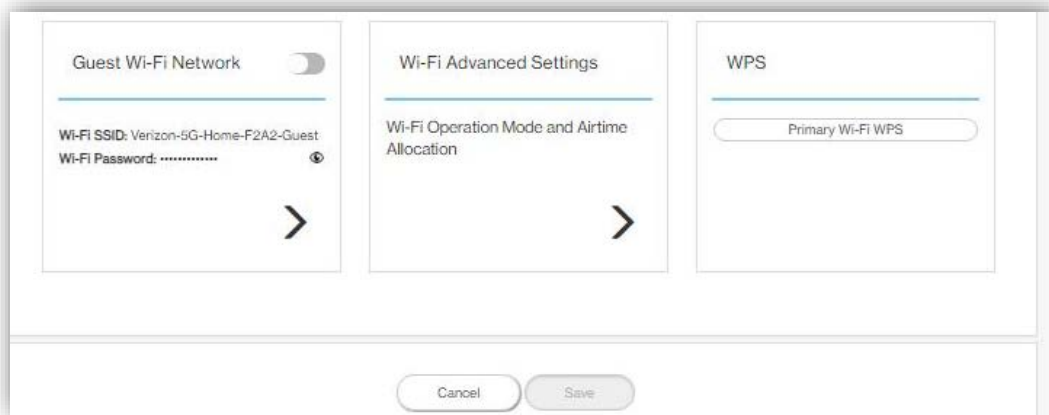 Guest Wi-Fi Network
Wi-Fi SSID: Verizon-5G-Home-F2A2-Guest
Wi-Fi Password: •••••••••••••
Wi-Fi Advanced Settings
Wi-Fi Operation Mode and Airtime
Allocation
WPS
Primary Wi-Fi WPS
Cancel
Save